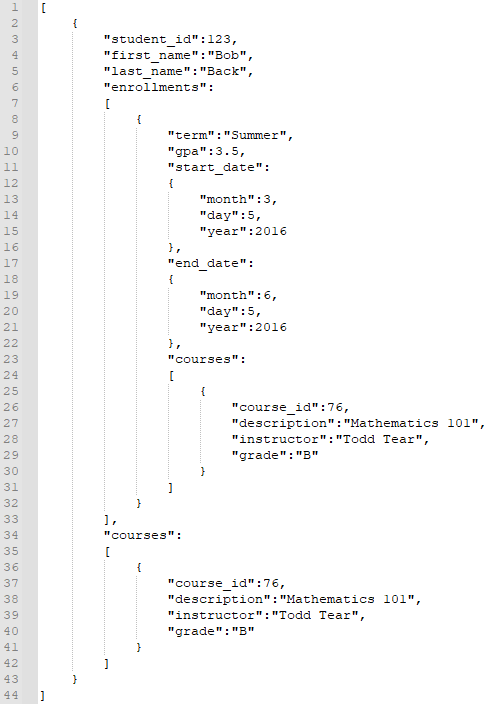 1 [
2 {
3 "student_id":123,
4 "first_name":"Bob",
5 "last_name":"Back",
6 "enrollments":
7 [
8 {
9 "term":"Summer",
10 "gpa":3.5,
11 "start_date":
12 {
13 "month":3,
14 "day":5,
15 "year":2016
16 },
17 "end_date":
18 {
19 "month":6,
20 "day":5,
21 "year":2016
22 },
23 "courses":
24 [
25 {
26 "course_id":76,
27 "description":"Mathematics 101",
28 "instructor":"Todd Tear",
29 "grade":"B"
30 }
31 ]
32 }
33 ],
34 "courses":
35 [
36 {
37 "course_id":76,
38 "description":"Mathematics 101",
39 "instructor":"Todd Tear",
40 "grade":"B"
41 }
42 ]
43 }
44 ]